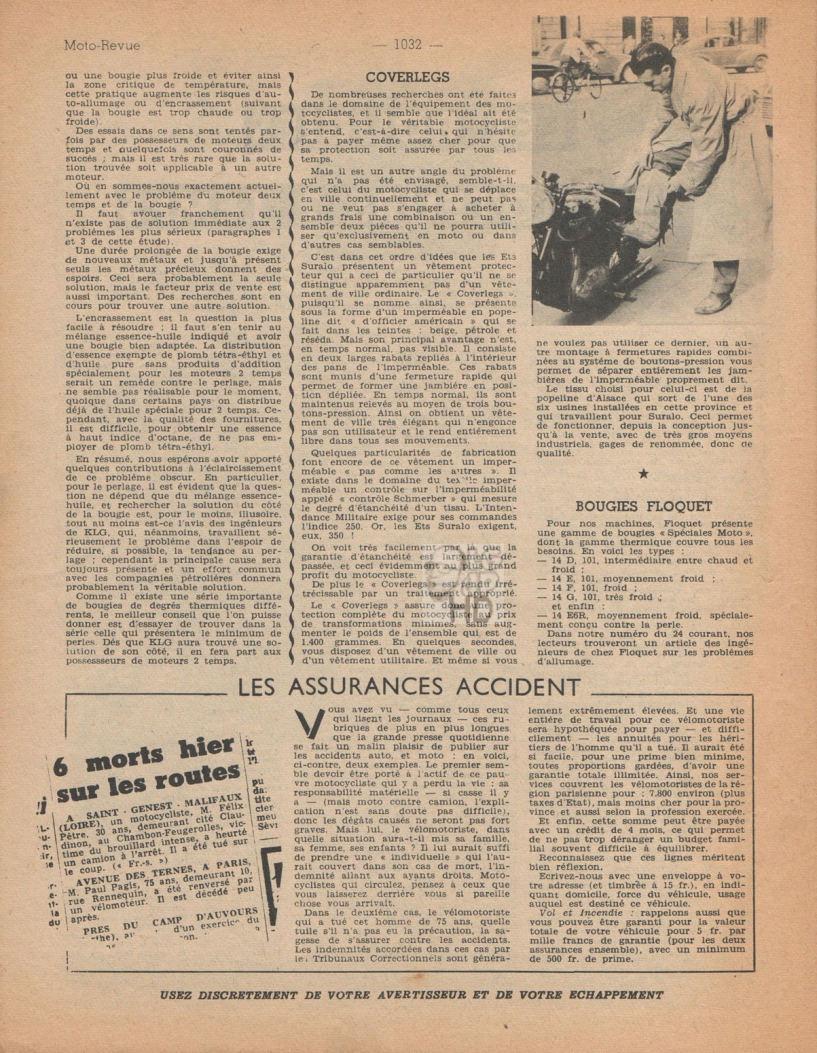 Moto-Revue
— 1032 —
ou une bougie plus froide et éviter ainsi
la zone critique de température, mais
cette pratique augmente les risques d'au-
to-allumage ou d'encrassement (suivant
que la bougie est trop chaude ou trop
froide).
Des essais dans ce sens sont tentés par-
fois par des possesseurs de moteurs deux
temps et quelquefois sont couronnés de
succès ; mais il est très rare que la solu-
tion trouvée soit applicable à un autre
moteur.
Où en sommes-nous exactement actuel-
lement avec le problème du moteur deux
temps et de la bougie ?
Il faut avouer franchement qu'il
n'existe pas de solution immédiate aux 2
problèmes les plus sérieux (paragraphes 1
et 3 de cette étude).
Une durée prolongée de la bougie exige
de nouveaux métaux et jusqu'à présent
seuls les métaux précieux donnent des
espoirs. Ceci sera probablement la seule
solution, mais le facteur prix de vente est
aussi important. Des recherches sont en
cours pour trouver une autre solution.
L'encrassement est la question la plus
facile à résoudre ; il faut s'en tenir au
mélange essence-huile indiqué et avoir
une bougie bien adaptée. La distribution
d'essence exempte de plomb tétra-éthyl et
d'huile pure sans produits d'addition
spécialement pour les moteurs 2 temps
serait un remède contre le perlage, mais
ne semble pas réalisable pour le moment,
quoique dans certains pays on distribue
déjà de l'huile spéciale pour 2 temps. Ce-
pendant, avec la qualité des fournitures,
il est difficile, pour obtenir une essence
à haut indice d'octane, de ne pas em-
ployer de plomb tétra-éthyl.
En résumé, nous espérons avoir apporté
quelques contributions à l'éclaircissement
de ce problème obscur. En particulier,
pour le perlage, il est évident que la ques-
tion ne dépend que du mélange essence-
huile, et rechercher la solution du côté
de la bougie est, pour le moins, illusoire,
tout au moins est-ce l'avis des ingénieurs
de KLG, qui, néanmoins, travaillent sé-
rieusement le problème dans l'espoir de
réduire, si possible, la tendance au per-
lage ; cependant la principale cause sera
toujours présente et un effort commun
avec les compagnies pétrolières donnera
probablement la véritable solution.
Comme il existe une série importante
de bougies de degrés thermiques diffé-
rents, le meilleur conseil que l'on puisse
donner est d'essayer de trouver dans la
série celle qui présentera le minimum de
perles. Dès que KLG aura trouvé une so-
lution de son côté, il en fera part aux
possessseurs de moteurs 2 temps.
COVERLEGS
De nombreuses recherches ont été faites
dans le domaine de l'équipement des mo-
tocyclistes, et il semble que l'idéal ait été
obtenu. Pour le véritable motocycliste
s'entend, c'est-à-dire celui qui n'hésite
pas à payer même assez cher pour que
sa protection soit assurée par tous les
temps.
Mais il est un autre angle du problème
qui n'a pas été envisagé, semble-t-il,
c'est celui du motocycliste qui se déplace
en ville continuellement et ne peut pas
ou ne veut pas s'engager à acheter à
grands frais une combinaison ou un en-
semble deux pièces qu'il ne pourra utili-
ser qu'exclusivement en moto ou dans
d'autres cas semblables.
C'est dans cet ordre d'idées que les Ets
Suralo présentent un vêtement protec-
teur qui a ceci de particulier qu'il ne se
distingue apparemment pas d'un vête-
ment de ville ordinaire. Le « Coverlegs »,
puisqu'il se nomme ainsi, se présente
sous la forme d'un imperméable en pope-
line dit « d'officier américain » qui se
fait dans les teintes : beige, pétrole et
réséda. Mais son principal avantage n'est,
en temps normal, pas visible. Il consiste
en deux larges rabats repliés à l'intérieur
des pans de l'imperméable. Ces rabats
sont munis d'une fermeture rapide qui
permet de former une jambière en posi-
tion dépliée. En temps normal, ils sont
maintenus relevés au moyen de trois bou-
tons-pression. Ainsi on obtient un vête-
ment très élégant qui n'engonce
pas son utilisateur et le rend entièrement
libre dans tous ses mouvements.
Quelques particularités de fabrication
font encore de ce vêtement un imper-
méable « pas comme les autres ». Il
existe dans le domaine du textile imper-
méable un contrôle sur l'imperméabilité
appelé « contrôle Schmerber » qui mesure
le degré d'étanchéité d'un tissu. L'Inten-
dance Militaire exige pour ses commandes
l'indice 250. Or, les Ets Suralo exigent,
eux, 350 !
On voit très facilement par là que la
garantie d'étanchéité est largement dé-
passée, et ceci évidemment au grand
profit du motocycliste.
De plus le « Coverlegs » est rendu irré-
trécissable par un traitement approprié.
Le « Coverlegs » assure donc une pro-
tection complète du motocycliste au prix
de transformations minimes, sans aug-
menter le poids de l'ensemble qui est de
1.400 grammes. En quelques secondes,
vous disposez d'un vêtement de ville ou
d'un vêtement utilitaire. Et même si vous
ne voulez pas utiliser ce dernier, un au-
tre montage à fermetures rapides combi-
nées au système de boutons-pression vous
permet de séparer entièrement les jam-
bières de l'imperméable proprement dit.
Le tissu choisi pour celui-ci est de la
popeline d'Alsace qui sort de l'une des
six usines installées en cette province et
qui travaillent pour Suralo. Ceci permet
de fonctionner, depuis la conception jus-
qu'à la vente, avec de très gros moyens
industriels, gages de renommée, donc de
qualité.
BOUGIES FLOQUET
Pour nos machines, Floquet présente
une gamme de bougies « Spéciales Moto »,
dont la gamme thermique couvre tous les
besoins. En voici les types :
— 14 D, 101, intermédiaire entre chaud et
froid ;
— 14 E, 101, moyennement froid ;
— 14 F, 101, froid ;
— 14 G, 101, très froid ;
et enfin :
— 14 E6R, moyennement froid, spéciale-
ment conçu contre la perle.
Dans notre numéro du 24 courant, nos
lecteurs trouveront un article des ingé-
nieurs de chez Floquet sur les problèmes
d'allumage.
LES ASSURANCES ACCIDENT
6 morts hier
sur les routes
A SAINT-GENEST-MALIFAUX
(LOIRE), un motocycliste, M. Félix
Pètre, 30 ans, demeurant cité Clau-
dinon, au Chambon-Feugerolles, vic-
time du brouillard intense, a heurté
un camion à l'arrêt. Il a été tué sur
le coup. (« Fr.-s. »)
AVENUE DES TERNES, A PARIS,
M. Paul Pagis, 75 ans, demeurant 10,
rue Rennequin, a été renversé par
un vélomoteur. Il est décédé peu
après.
PRES DU CAMP D'AUVOURS
d'un exercice du
Vous avez vu — comme tous ceux
qui lisent les journaux — ces ru-
briques de plus en plus longues
que la grande presse quotidienne
se fait un malin plaisir de publier sur
les accidents auto, et moto : en voici,
ci-contre, deux exemples. Le premier sem-
ble devoir être porté à l'actif de ce pau-
vre motocycliste qui y a perdu la vie : sa
responsabilité matérielle — si casse il y
a — (mais moto contre camion, l'expli-
cation n'est sans doute pas difficile),
donc les dégâts causés ne seront pas fort
graves. Mais lui, le vélomotoriste, dans
quelle situation aura-t-il mis sa famille,
sa femme, ses enfants ? Il lui aurait suffi
de prendre une « individuelle » qui l'au-
rait couvert dans son cas de mort, l'in-
demnité allant aux ayants droits. Moto-
cyclistes qui circulez, pensez à ceux que
vous laisserez derrière vous si pareille
chose vous arrivait.
Dans le deuxième cas, le vélomotoriste
qui a tué cet homme de 75 ans, quelle
tuile s'il n'a pas eu la précaution, la sa-
gesse de s'assurer contre les accidents.
Les indemnités accordées dans ces cas par
les Tribunaux Correctionnels sont généra-
lement extrêmement élevées. Et une vie
entière de travail pour ce vélomotoriste
sera hypothéquée pour payer — et diffi-
cilement — les annuités pour les héri-
tiers de l'homme qu'il a tué. Il aurait été
si facile, pour une prime bien minime,
toutes proportions gardées, d'avoir une
garantie totale illimitée. Ainsi, nos ser-
vices couvrent les vélomotoristes de la ré-
gion parisienne pour : 7.800 environ (plus
taxes d'Etat), mais moins cher pour la pro-
vince et aussi selon la profession exercée.
Et enfin, cette somme peut être payée
avec un crédit de 4 mois, ce qui permet
de ne pas trop déranger un budget fami-
lial souvent difficile à équilibrer.
Reconnaissez que ces lignes méritent
bien réflexion.
Ecrivez-nous avec une enveloppe à vo-
tre adresse (et timbrée à 15 fr.), en indi-
quant domicile, force du véhicule, usage
auquel est destiné ce véhicule.
Vol et Incendie : rappelons aussi que
vous pouvez être garanti pour la valeur
totale de votre véhicule pour 5 fr. par
mille francs de garantie (pour les deux
assurances ensemble), avec un minimum
de 500 fr. de prime.
USEZ DISCRETEMENT DE VOTRE AVERTISSEUR ET DE VOTRE ECHAPPEMENT